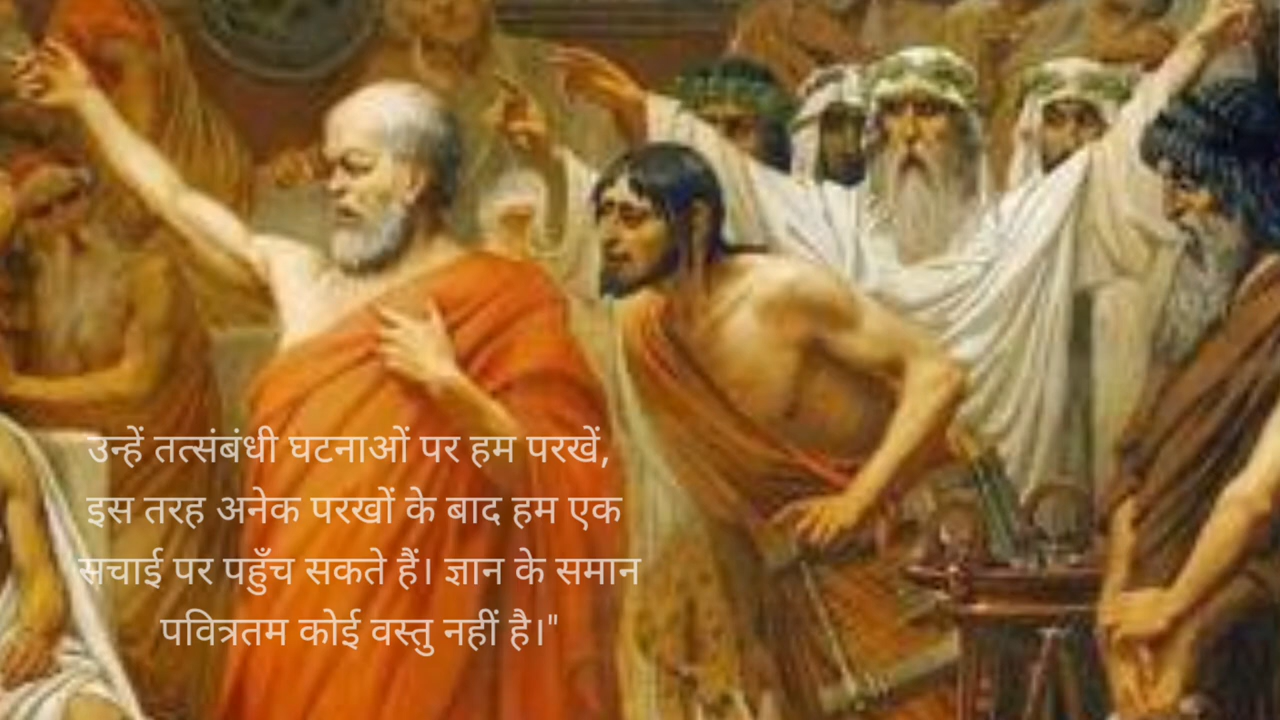 उन्हें तत्संबंधी घटनाओं पर हम परखें,
इस तरह अनेक परखों के बाद हम एक
सचाई पर पहुँच सकते हैं। ज्ञान के समान
पवित्रतम कोई वस्तु नहीं है।"